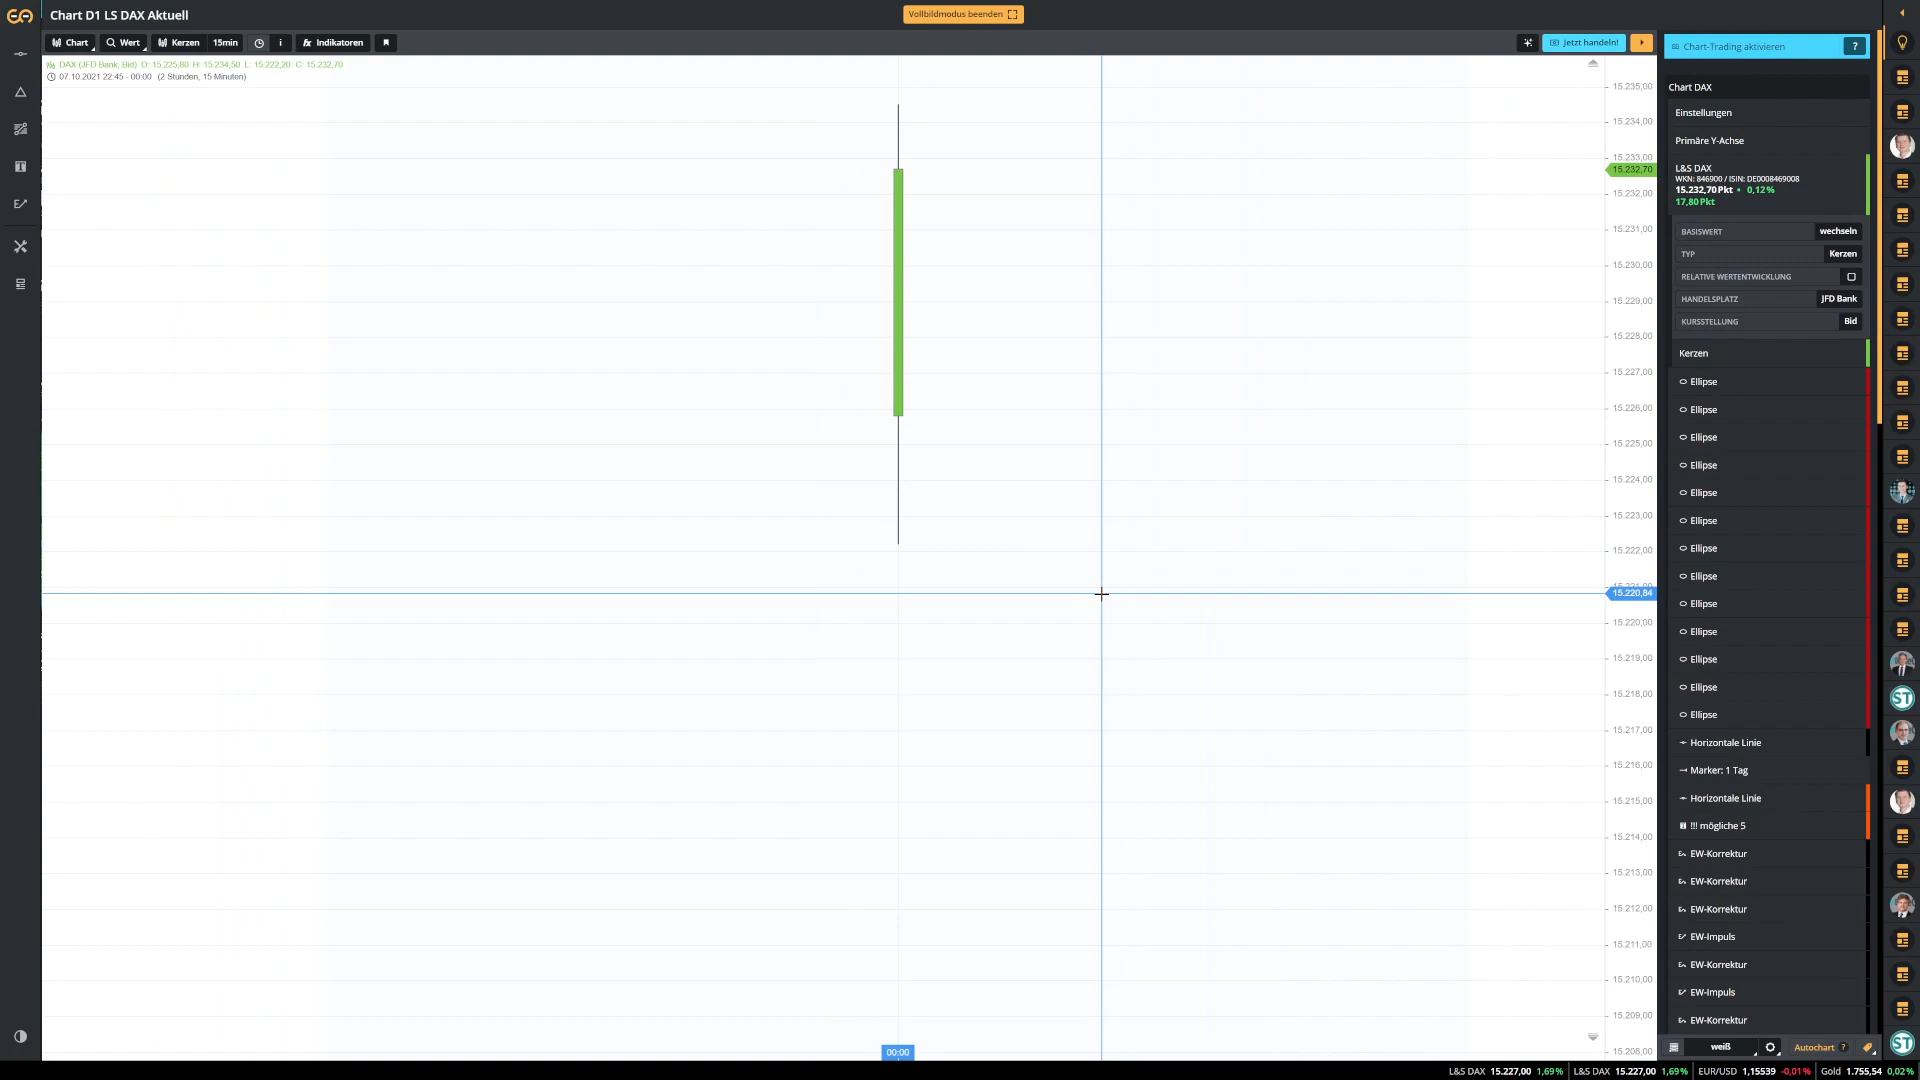 Chart D1 LS DAX Aktuell
Vollbildmodus beenden
Chart
Wert
Kerzen
15min
i
fx Indikatoren
Jetzt handeln!
DAX (JFD Bank, Bid) O: 15.225,80 H: 15.234,50 L: 15.222,20 C: 15.232,70
07.10.2021 22:45 - 00:00 (2 Stunden, 15 Minuten)
15.235,00
15.234,00
15.233,00
15.232,70
15.232,00
15.231,00
15.230,00
15.229,00
15.228,00
15.227,00
15.226,00
15.225,00
15.224,00
15.223,00
15.222,00
15.221,00
15.220,84
15.220,00
15.219,00
15.218,00
15.217,00
15.216,00
15.215,00
15.214,00
15.213,00
15.212,00
15.211,00
15.210,00
15.209,00
15.208,00
00:00
Chart-Trading aktivieren
?
Chart DAX
Einstellungen
Primäre Y-Achse
L&S DAX
WKN: 846900 / ISIN: DE0008469008
15.232,70 Pkt • 0,12 %
17,80 Pkt
BASISWERT wechseln
TYP Kerzen
RELATIVE WERTENTWICKLUNG
HANDELSPLATZ JFD Bank
KURSSTELLUNG Bid
Kerzen
Ellipse
Ellipse
Ellipse
Ellipse
Ellipse
Ellipse
Ellipse
Ellipse
Ellipse
Ellipse
Ellipse
Ellipse
Ellipse
Horizontale Linie
Marker: 1 Tag
Horizontale Linie
!!! mögliche 5
EW-Korrektur
EW-Korrektur
EW-Korrektur
EW-Impuls
EW-Korrektur
EW-Impuls
EW-Korrektur
weiß
Autochart ?
ST
ST
L&S DAX 15.227,00 1,69 %
L&S DAX 15.227,00 1,69 %
EUR/USD 1,15539 -0,01 %
Gold 1.755,54 0,02 %